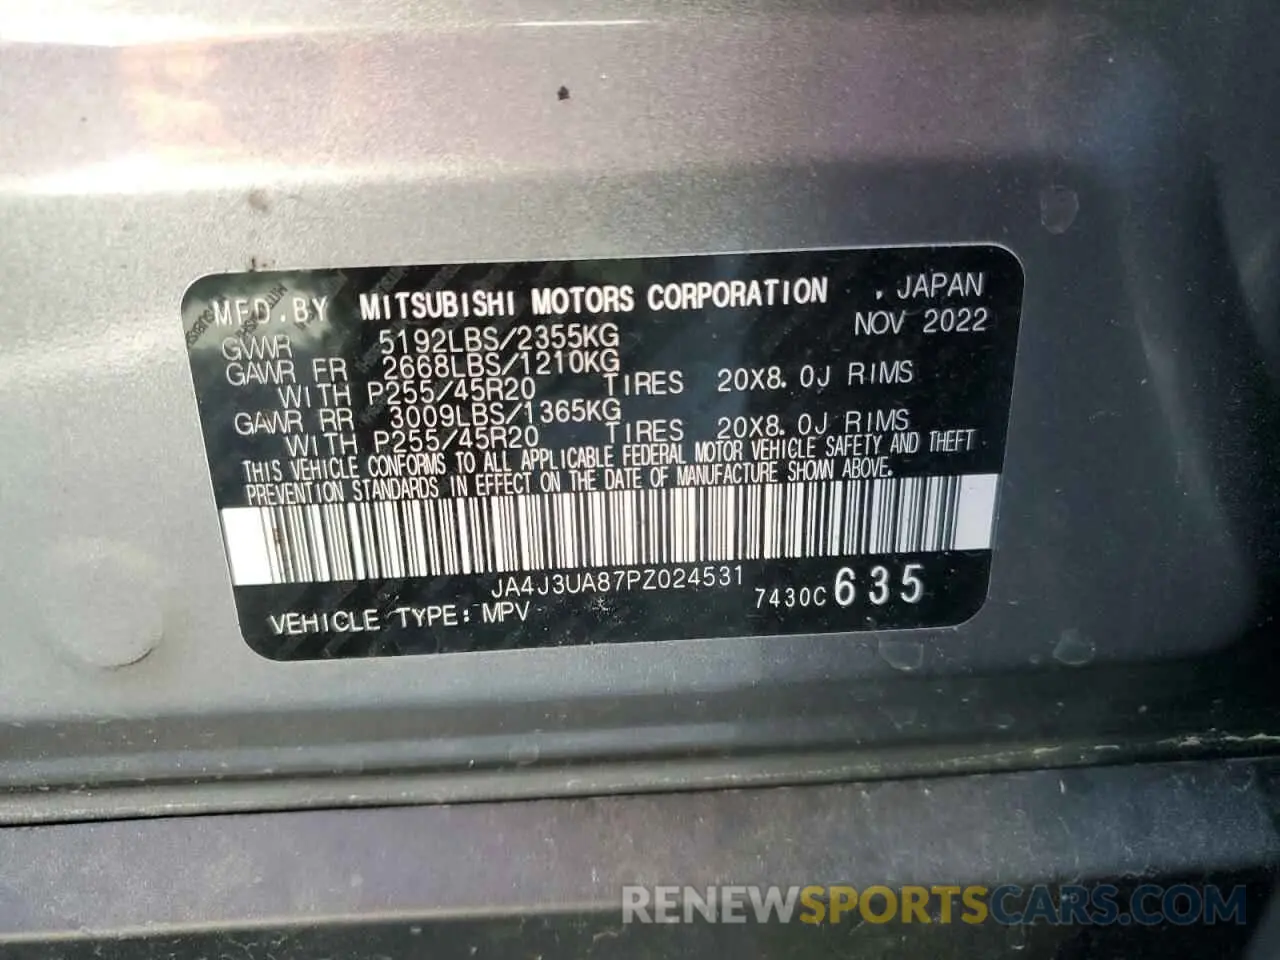 MFD. BY MITSUBISHI MOTORS CORPORATION , JAPAN
NOV 2022
GVWR 5192LBS/2355KG
GAWR FR 2668LBS/1210KG
WITH P255/45R20 TIRES 20X8.0J RIMS
GAWR RR 3009LBS/1365KG
WITH P255/45R20 TIRES 20X8.0J RIMS
THIS VEHICLE CONFORMS TO ALL APPLICABLE FEDERAL MOTOR VEHICLE SAFETY AND THEFT
PREVENTION STANDARDS IN EFFECT ON THE DATE OF MANUFACTURE SHOWN ABOVE.
JA4J3UA87PZ024531
VEHICLE TYPE: MPV 7430C 635
RENEWSPORTSCARS.COM